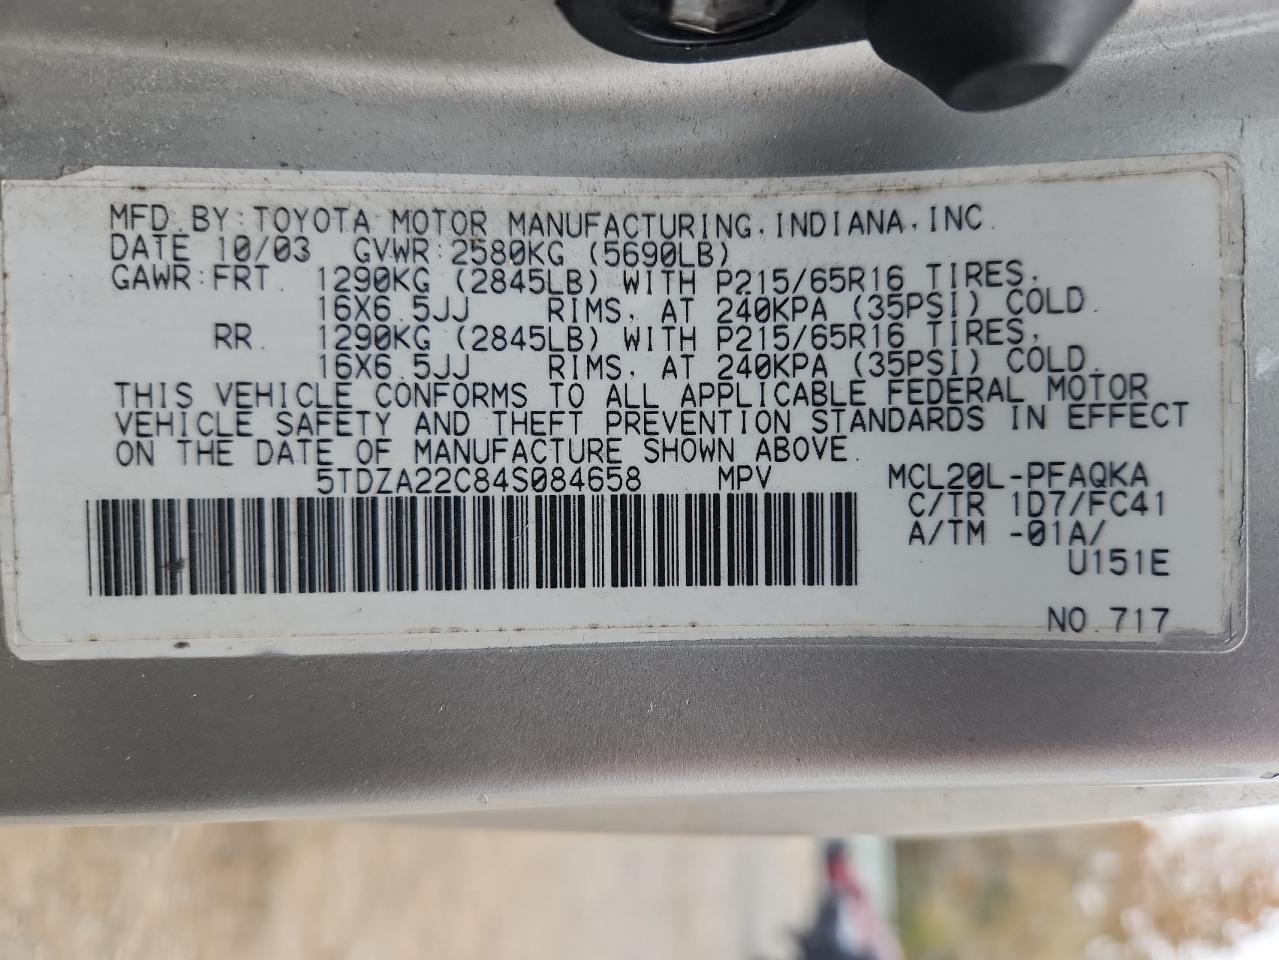 MFD. BY: TOYOTA MOTOR MANUFACTURING, INDIANA, INC.
DATE 10/03 GVWR: 2580KG (5690LB)
GAWR: FRT. 1290KG (2845LB) WITH P215/65R16 TIRES,
16X6.5JJ RIMS, AT 240KPA (35PSI) COLD.
RR. 1290KG (2845LB) WITH P215/65R16 TIRES,
16X6.5JJ RIMS, AT 240KPA (35PSI) COLD.
THIS VEHICLE CONFORMS TO ALL APPLICABLE FEDERAL MOTOR
VEHICLE SAFETY AND THEFT PREVENTION STANDARDS IN EFFECT
ON THE DATE OF MANUFACTURE SHOWN ABOVE.
5TDZA22C84S084658 MPV MCL20L-PFAQKA
C/TR 1D7/FC41
A/TM -01A/
U151E
NO.717